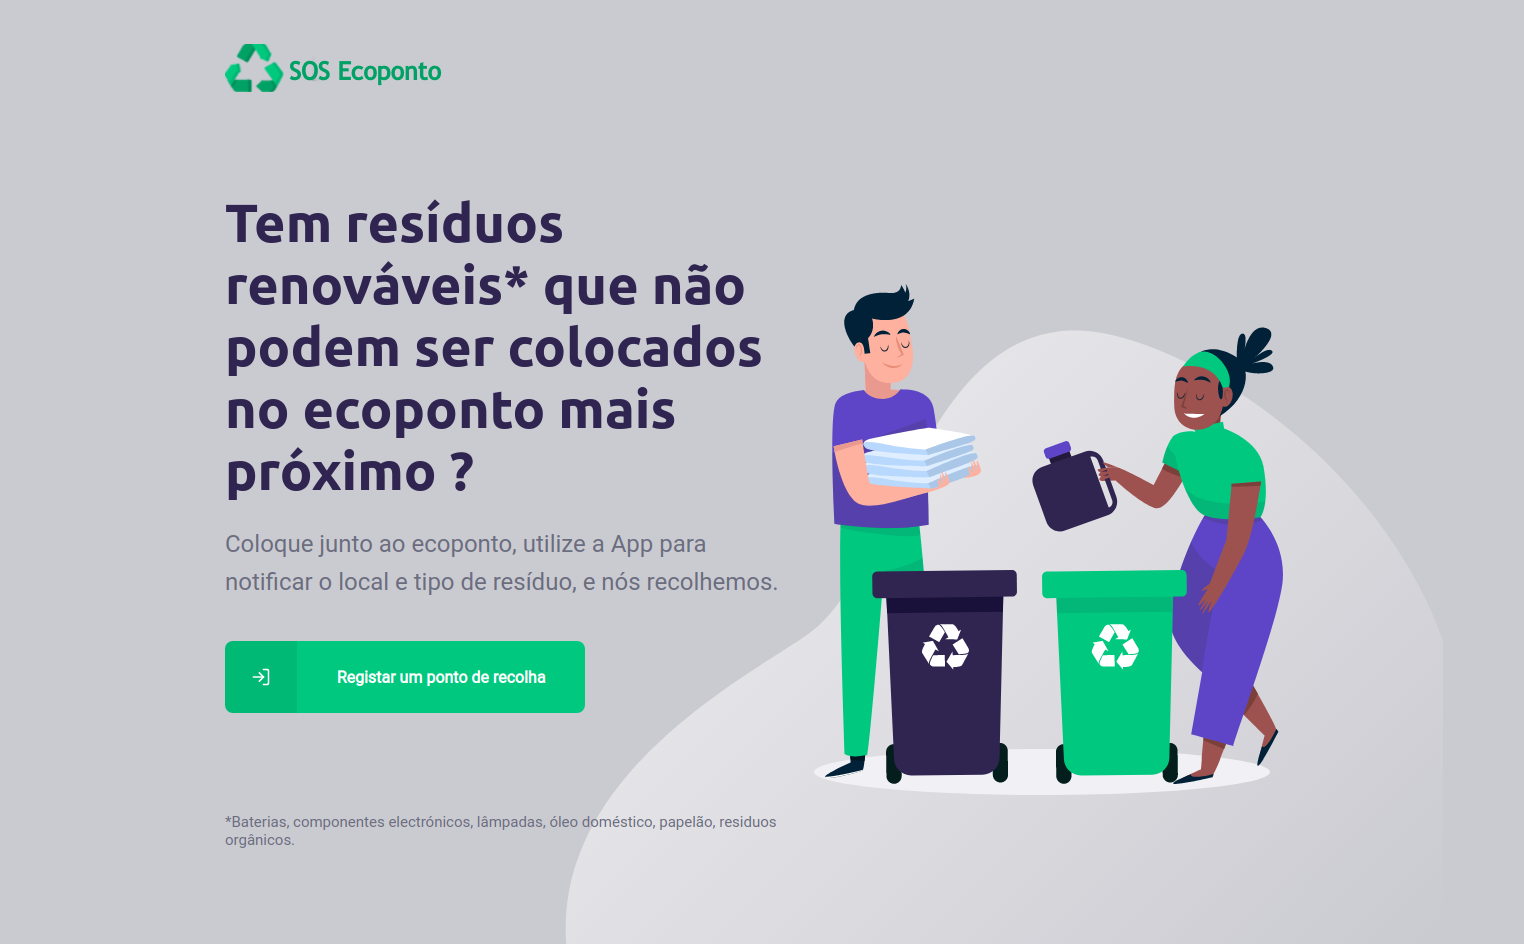 SOS Ecoponto
Tem resíduos
renováveis* que não
podem ser colocados
no ecoponto mais
próximo ?
Coloque junto ao ecoponto, utilize a App para
notificar o local e tipo de resíduo, e nós recolhemos.
Registar um ponto de recolha
*Baterias, componentes electrónicos, lâmpadas, óleo doméstico, papelão, residuos
orgânicos.